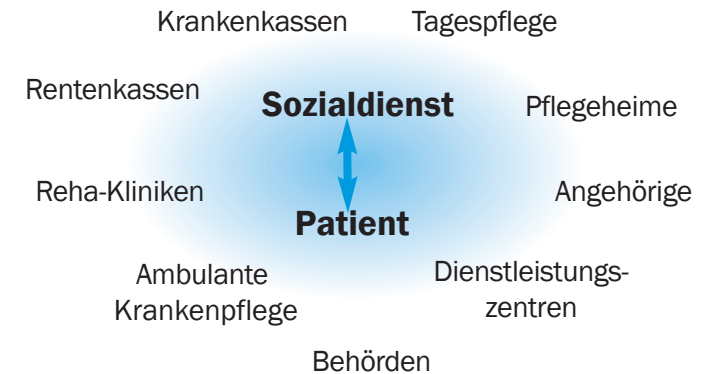 Krankenkassen
Tagespflege
Rentenkassen
Sozialdienst
Pflegeheime
Reha-Kliniken
Angehörige
Patient
Ambulante
Krankenpflege
Dienstleistungs-
zentren
Behörden